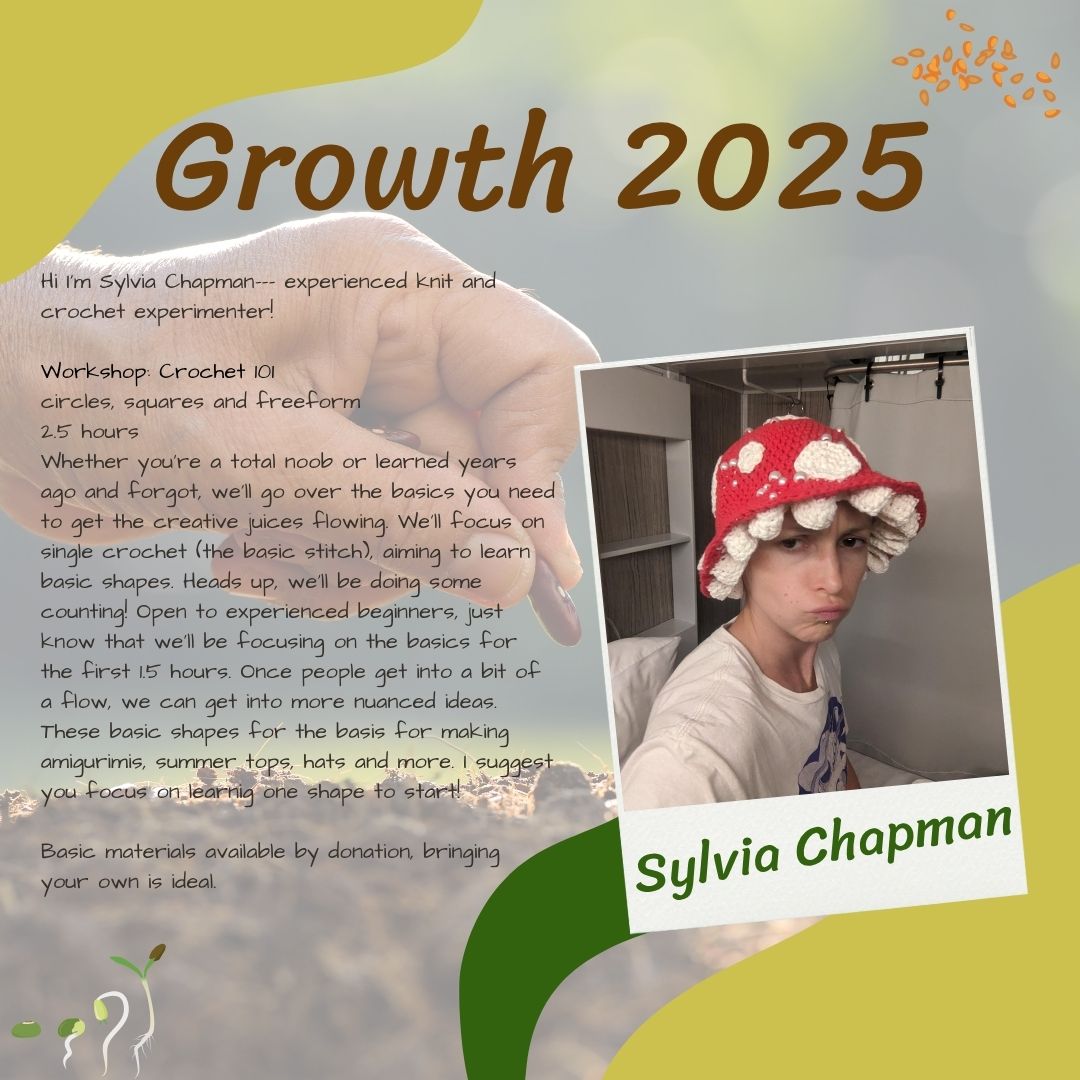 Growth 2025
Hi I'm Sylvia Chapman--- experienced knit and
crochet experimenter!
Workshop: Crochet 101
circles, squares and freeform
2.5 hours
Whether you're a total noob or learned years
ago and forgot, we'll go over the basics you need
to get the creative juices flowing. We'll focus on
single crochet (the basic stitch), aiming to learn
basic shapes. Heads up, we'll be doing some
counting! Open to experienced beginners, just
know that we'll be focusing on the basics for
the first 1.5 hours. Once people get into a bit of
a flow, we can get into more nuanced ideas.
These basic shapes for the basis for making
amigurimis, summer tops, hats and more. I suggest
you focus on learnig one shape to start!
Basic materials available by donation, bringing
your own is ideal.
Sylvia Chapman